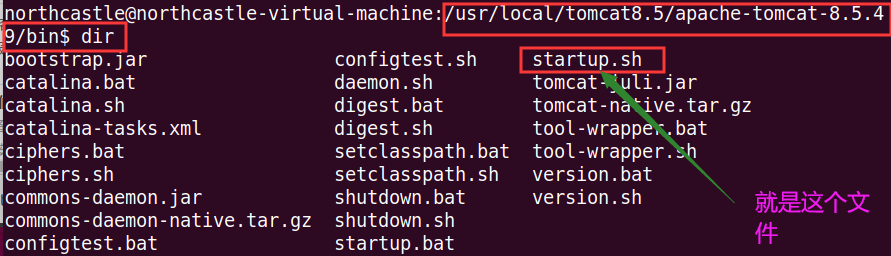 northcastle@northcastle-virtual-machine:/usr/local/tomcat8.5/apache-tomcat-8.5.4
9/bin$ dir
bootstrap.jar configtest.sh startup.sh
catalina.bat daemon.sh tomcat-juli.jar
catalina.sh digest.bat tomcat-native.tar.gz
catalina-tasks.xml digest.sh tool-wrapper.bat
ciphers.bat setclasspath.bat tool-wrapper.sh
ciphers.sh setclasspath.sh version.bat
commons-daemon.jar shutdown.bat version.sh
commons-daemon-native.tar.gz shutdown.sh
configtest.bat startup.bat
就是这个文
件